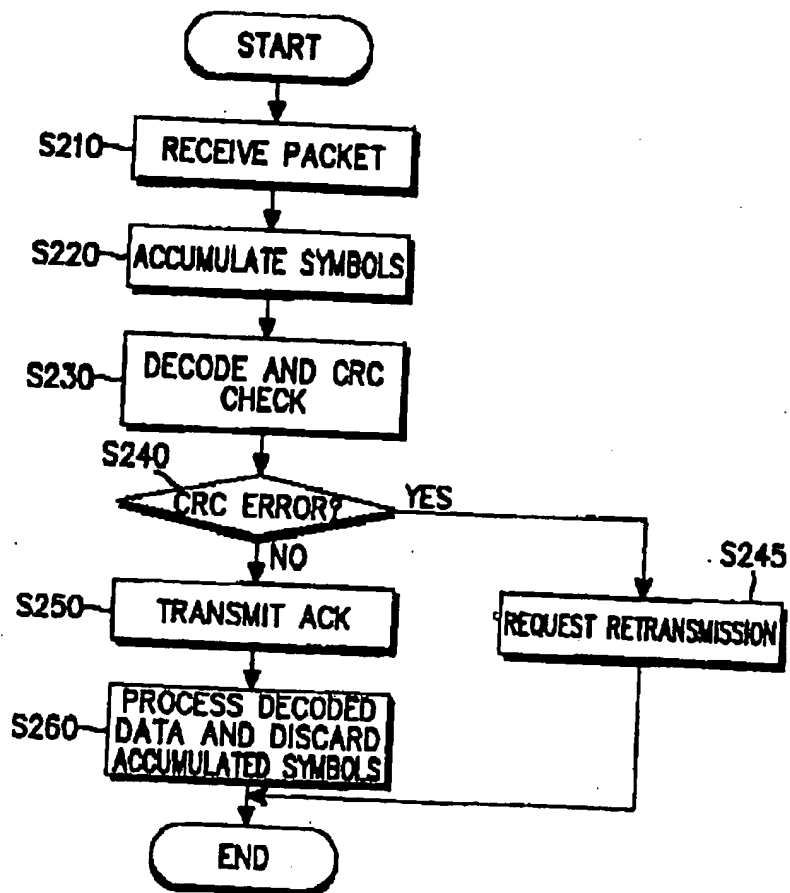 START
S210
RECEIVE PACKET
S220
ACCUMULATE SYMBOLS
S230
DECODE AND CRC
CHECK
S240
CRC ERROR?
YES
NO
S245
S250
TRANSMIT ACK
REQUEST RETRANSMISSION
S260
PROCESS DECODED
DATA AND DISCARD
ACCUMULATED SYMBOLS
END